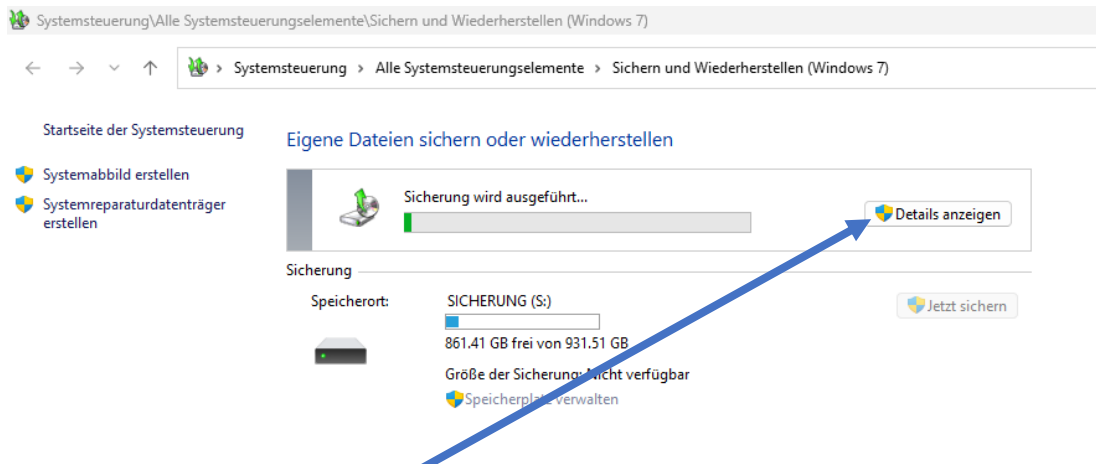 Systemsteuerung\Alle Systemsteuerungselemente\Sichern und Wiederherstellen (Windows 7)
Systemsteuerung > Alle Systemsteuerungselemente > Sichern und Wiederherstellen (Windows 7)
Startseite der Systemsteuerung
Systemabbild erstellen
Systemreparaturdatenträger
erstellen
Eigene Dateien sichern oder wiederherstellen
Sicherung wird ausgeführt...
Details anzeigen
Sicherung
Speicherort:
SICHERUNG (S:)
Jetzt sichern
861.41 GB frei von 931.51 GB
Größe der Sicherung: Nicht verfügbar
Speicherplatz verwalten